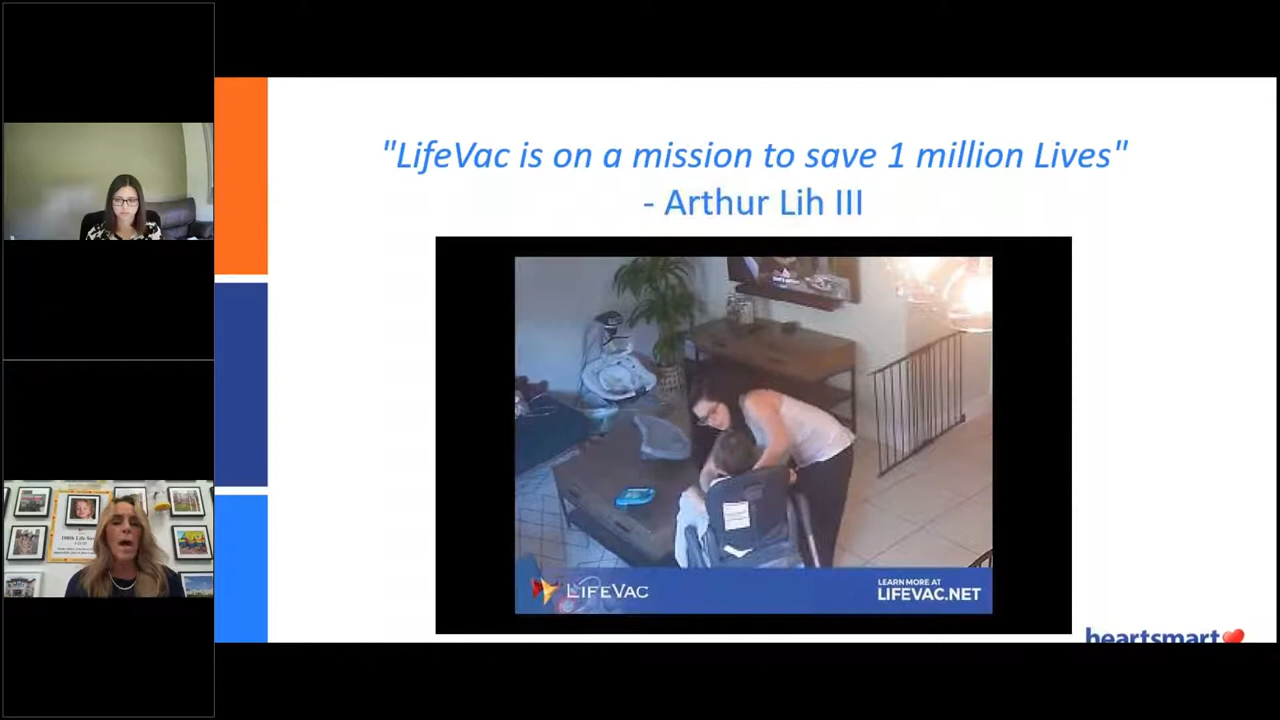 "LifeVac is on a mission to save 1 million Lives"
- Arthur Lih III
LIFEVAC
LEARN MORE AT
LIFEVAC.NET
heartsmart